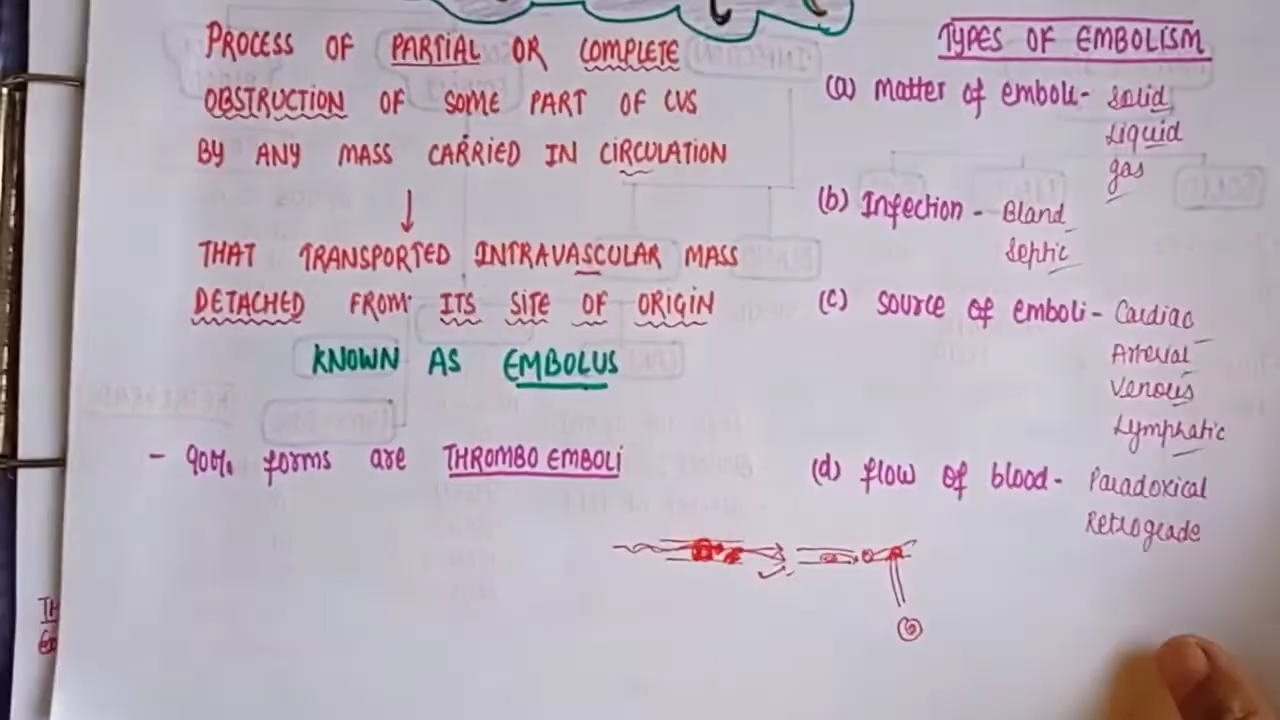 PROCESS OF PARTIAL OR COMPLETE
OBSTRUCTION OF SOME PART OF CVS
BY ANY MASS CARRIED IN CIRCULATION
THAT TRANSPORTED INTRAVASCULAR MASS
DETACHED FROM ITS SITE OF ORIGIN
KNOWN AS EMBOLUS
- 90% forms are THROMBOEMBOLI
TYPES OF EMBOLISM
(a) matter of emboli - Solid
Liquid
gas
(b) Infection - Bland
Septic
(c) source of emboli - Cardiac
Arterial
Venous
Lymphatic
(d) flow of blood - Paradoxical
Retrograde